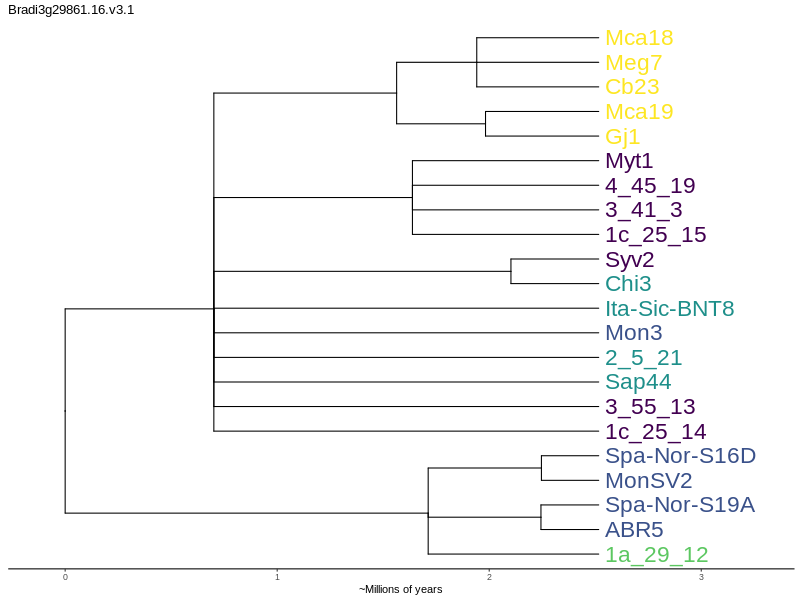 Bradi3g29861.16.v3.1
Mca18
Meg7
Cb23
Mca19
Gj1
Myt1
4_45_19
3_41_3
1c_25_15
Syv2
Chi3
Ita-Sic-BNT8
Mon3
2_5_21
Sap44
3_55_13
1c_25_14
Spa-Nor-S16D
MonSV2
Spa-Nor-S19A
ABR5
1a_29_12
0 1 2 3
~Millions of years